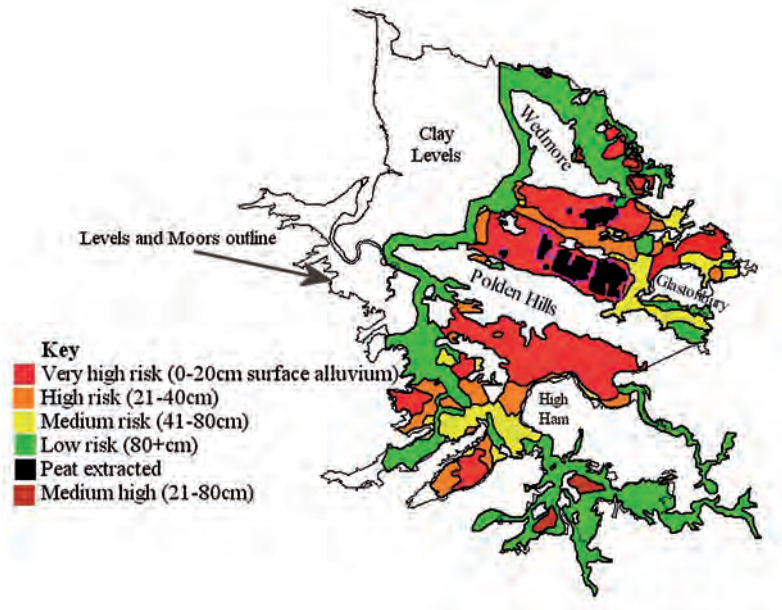 Wedmore
Clay
Levels
Levels and Moors outline
Polden Hills
Glastonbury
High
Ham
Key
Very high risk (0-20cm surface alluvium)
High risk (21-40cm)
Medium risk (41-80cm)
Low risk (80+cm)
Peat extracted
Medium high (21-80cm)